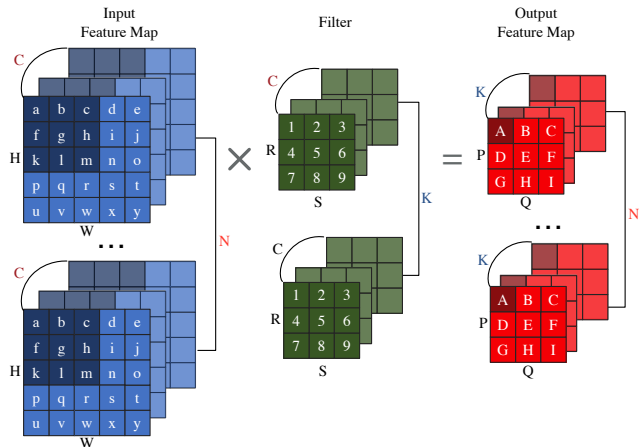 Input
Feature Map
Filter
Output
Feature Map
C
a b c d e
f g h i j
k l m n o
p q r s t
u v w x y
H
W
...
N
×
C
1 2 3
4 5 6
7 8 9
R
S
K
=
K
A B C
D E F
G H I
P
Q
...
N
C
a b c d e
f g h i j
k l m n o
p q r s t
u v w x y
H
W
C
1 2 3
4 5 6
7 8 9
R
S
K
A B C
D E F
G H I
P
Q